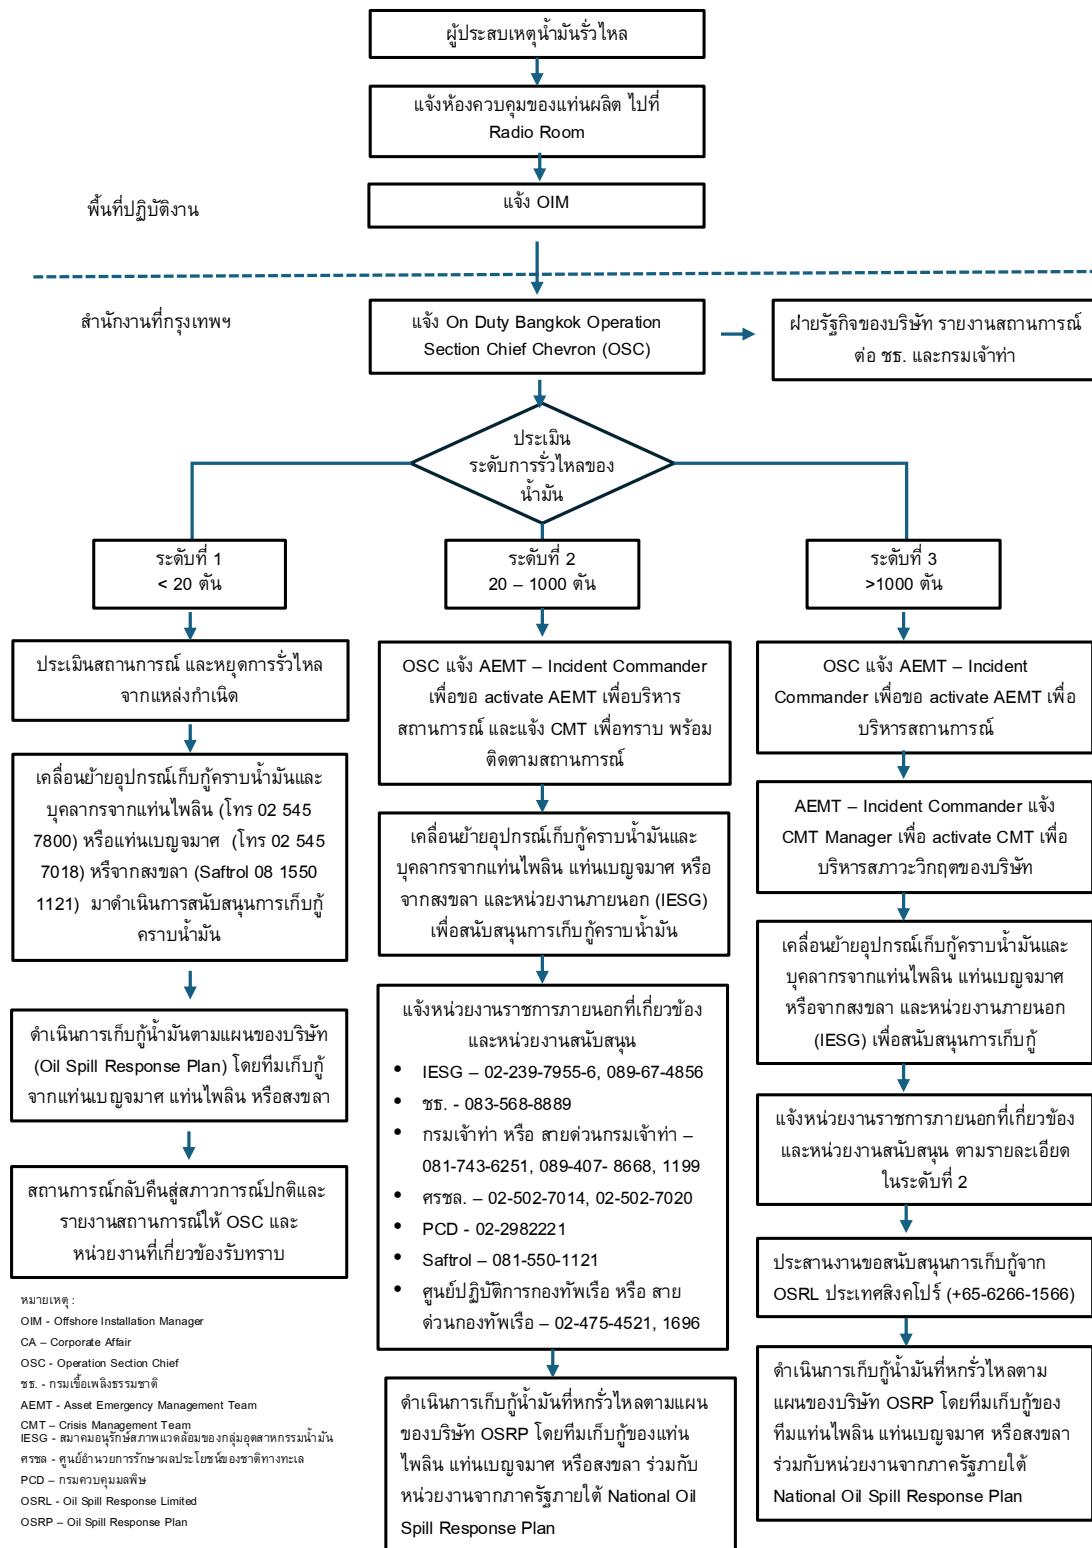 ผู้ประสบเหตุน้ำมันรั่วไหล
แจ้งห้องควบคุมของแท่นผลิต ไปที่
Radio Room
แจ้ง OIM
พื้นที่ปฏิบัติงาน
สำนักงานที่กรุงเทพฯ
แจ้ง On Duty Bangkok Operation
Section Chief Chevron (OSC)
ฝ่ายรัฐกิจของบริษัท รายงานสถานการณ์
ต่อ ชธ. และกรมเจ้าท่า
ประเมิน
ระดับการรั่วไหลของ
น้ำมัน
ระดับที่ 1
< 20 ตัน
ประเมินสถานการณ์ และหยุดการรั่วไหล
จากแหล่งกำเนิด
เคลื่อนย้ายอุปกรณ์เก็บกู้คราบน้ำมันและ
บุคลากรจากแท่นไพลิน (โทร 02 545
7800) หรือแท่นเบญจมาศ (โทร 02 545
7018) หรืจากสงขลา (Saftrol 08 1550
1121) มาดำเนินการสนับสนุนการเก็บกู้
คราบน้ำมัน
ดำเนินการเก็บกู้น้ำมันตามแผนของบริษัท
(Oil Spill Response Plan) โดยทีมเก็บกู้
จากแท่นเบญจมาศ แท่นไพลิน หรือสงขลา
สถานการณ์กลับคืนสู่สภาวการณ์ปกติและ
รายงานสถานการณ์ให้ OSC และ
หน่วยงานที่เกี่ยวข้องรับทราบ
ระดับที่ 2
20 – 1000 ตัน
OSC แจ้ง AEMT – Incident Commander
เพื่อขอ activate AEMT เพื่อบริหาร
สถานการณ์ และแจ้ง CMT เพื่อทราบ พร้อม
ติดตามสถานการณ์
เคลื่อนย้ายอุปกรณ์เก็บกู้คราบน้ำมันและ
บุคลากรจากแท่นไพลิน แท่นเบญจมาศ หรือ
จากสงขลา และหน่วยงานภายนอก (IESG)
เพื่อสนับสนุนการเก็บกู้คราบน้ำมัน
แจ้งหน่วยงานราชการภายนอกที่เกี่ยวข้อง
และหน่วยงานสนับสนุน
• IESG – 02-239-7955-6, 089-67-4856
• ชธ. - 083-568-8889
• กรมเจ้าท่า หรือ สายด่วนกรมเจ้าท่า –
081-743-6251, 089-407- 8668, 1199
• ศรชล. – 02-502-7014, 02-502-7020
• PCD - 02-2982221
• Saftrol – 081-550-1121
• ศูนย์ปฏิบัติการกองทัพเรือ หรือ สาย
ด่วนกองทัพเรือ – 02-475-4521, 1696
ดำเนินการเก็บกู้น้ำมันที่หกรั่วไหลตามแผน
ของบริษัท OSRP โดยทีมเก็บกู้ของแท่น
ไพลิน แท่นเบญจมาศ หรือสงขลา ร่วมกับ
หน่วยงานจากภาครัฐภายใต้ National Oil
Spill Response Plan
ระดับที่ 3
>1000 ตัน
OSC แจ้ง AEMT – Incident
Commander เพื่อขอ activate AEMT เพื่อ
บริหารสถานการณ์
AEMT – Incident Commander แจ้ง
CMT Manager เพื่อ activate CMT เพื่อ
บริหารสภาวะวิกฤตของบริษัท
เคลื่อนย้ายอุปกรณ์เก็บกู้คราบน้ำมันและ
บุคลากรจากแท่นไพลิน แท่นเบญจมาศ
หรือจากสงขลา และหน่วยงานภายนอก
(IESG) เพื่อสนับสนุนการเก็บกู้
แจ้งหน่วยงานราชการภายนอกที่เกี่ยวข้อง
และหน่วยงานสนับสนุน ตามรายละเอียด
ในระดับที่ 2
ประสานงานขอสนับสนุนการเก็บกู้จาก
OSRL ประเทศสิงคโปร์ (+65-6266-1566)
ดำเนินการเก็บกู้น้ำมันที่หกรั่วไหลตาม
แผนของบริษัท OSRP โดยทีมเก็บกู้ของ
ทีมแท่นไพลิน แท่นเบญจมาศ หรือสงขลา
ร่วมกับหน่วยงานจากภาครัฐภายใต้
National Oil Spill Response Plan
หมายเหตุ :
OIM - Offshore Installation Manager
CA – Corporate Affair
OSC - Operation Section Chief
ชธ. - กรมเชื้อเพลิงธรรมชาติ
AEMT - Asset Emergency Management Team
CMT – Crisis Management Team
IESG - สมาคมอนุรักษ์สภาพแวดล้อมของกลุ่มอุตสาหกรรมน้ำมัน
ศรชล - ศูนย์อำนวยการรักษาผลประโยชน์ของชาติทางทะเล
PCD – กรมควบคุมมลพิษ
OSRL - Oil Spill Response Limited
OSRP – Oil Spill Response Plan